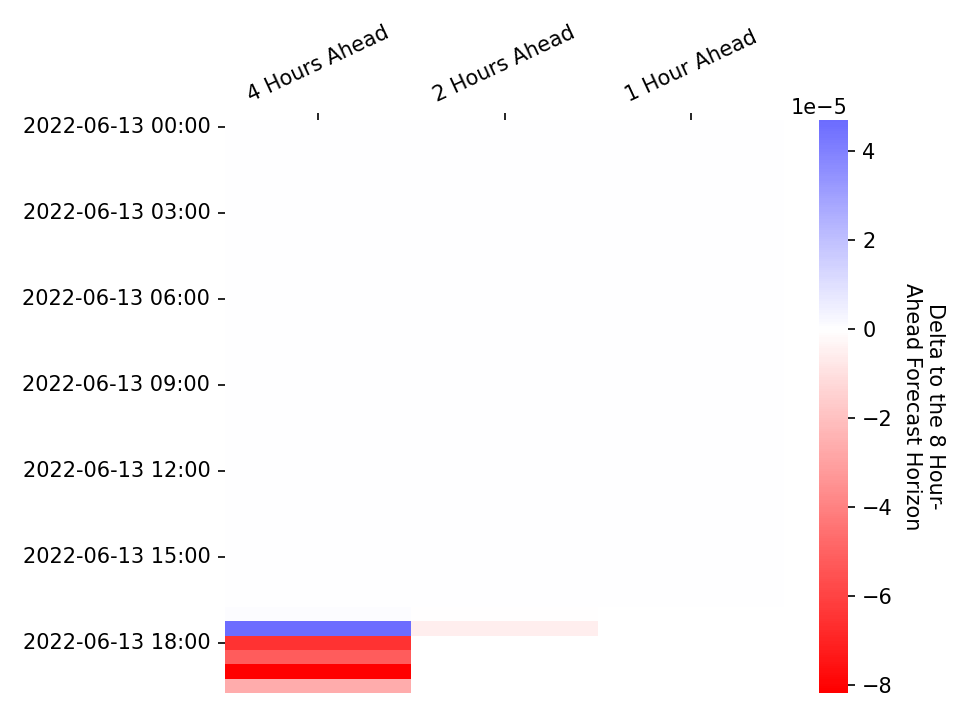 4 Hours Ahead
2 Hours Ahead
1 Hour Ahead
1e−5
2022-06-13 00:00
2022-06-13 03:00
2022-06-13 06:00
2022-06-13 09:00
2022-06-13 12:00
2022-06-13 15:00
2022-06-13 18:00
4
2
0
−2
−4
−6
−8
Delta to the 8 Hour-
Ahead Forecast Horizon